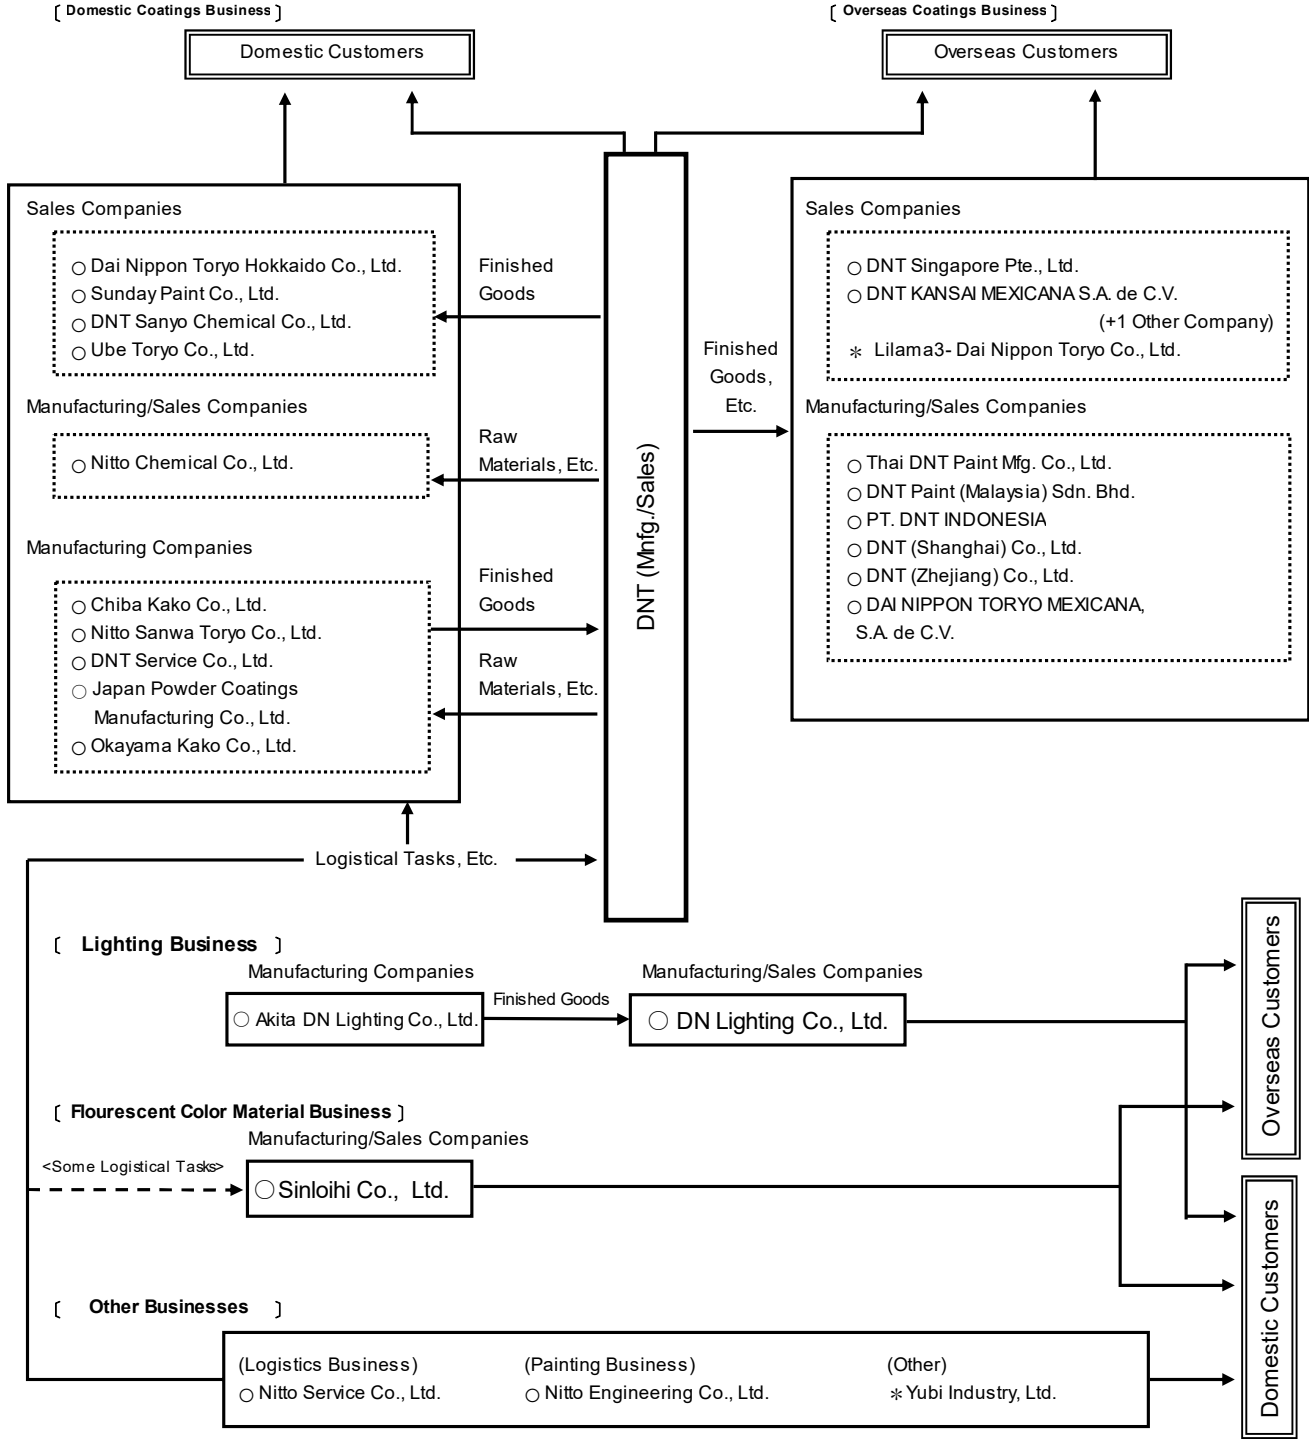 〔 Domestic Coatings Business 〕
Domestic Customers
Sales Companies
○ Dai Nippon Toryo Hokkaido Co., Ltd.
○ Sunday Paint Co., Ltd.
○ DNT Sanyo Chemical Co., Ltd.
○ Ube Toryo Co., Ltd.
Manufacturing/Sales Companies
○ Nitto Chemical Co., Ltd.
Manufacturing Companies
○ Chiba Kako Co., Ltd.
○ Nitto Sanwa Toryo Co., Ltd.
○ DNT Service Co., Ltd.
○ Japan Powder Coatings
Manufacturing Co., Ltd.
○ Okayama Kako Co., Ltd.
Finished
Goods
Raw
Materials, Etc.
Finished
Goods
Raw
Materials, Etc.
DNT (Mnfg./Sales)
Finished
Goods,
Etc.
〔 Overseas Coatings Business 〕
Overseas Customers
Sales Companies
○ DNT Singapore Pte., Ltd.
○ DNT KANSAI MEXICANA S.A. de C.V.
(+1 Other Company)
＊ Lilama3- Dai Nippon Toryo Co., Ltd.
Manufacturing/Sales Companies
○ Thai DNT Paint Mfg. Co., Ltd.
○ DNT Paint (Malaysia) Sdn. Bhd.
○ PT. DNT INDONESIA
○ DNT (Shanghai) Co., Ltd.
○ DNT (Zhejiang) Co., Ltd.
○ DAI NIPPON TORYO MEXICANA,
S.A. de C.V.
Logistical Tasks, Etc.
〔 Lighting Business 〕
Manufacturing Companies
○ Akita DN Lighting Co., Ltd.
Finished Goods
Manufacturing/Sales Companies
○ DN Lighting Co., Ltd.
〔 Flourescent Color Material Business 〕
Manufacturing/Sales Companies
<Some Logistical Tasks>
○ Sinloihi Co., Ltd.
〔 Other Businesses 〕
(Logistics Business)
○ Nitto Service Co., Ltd.
(Painting Business)
○ Nitto Engineering Co., Ltd.
(Other)
＊ Yubi Industry, Ltd.
Overseas Customers
Domestic Customers